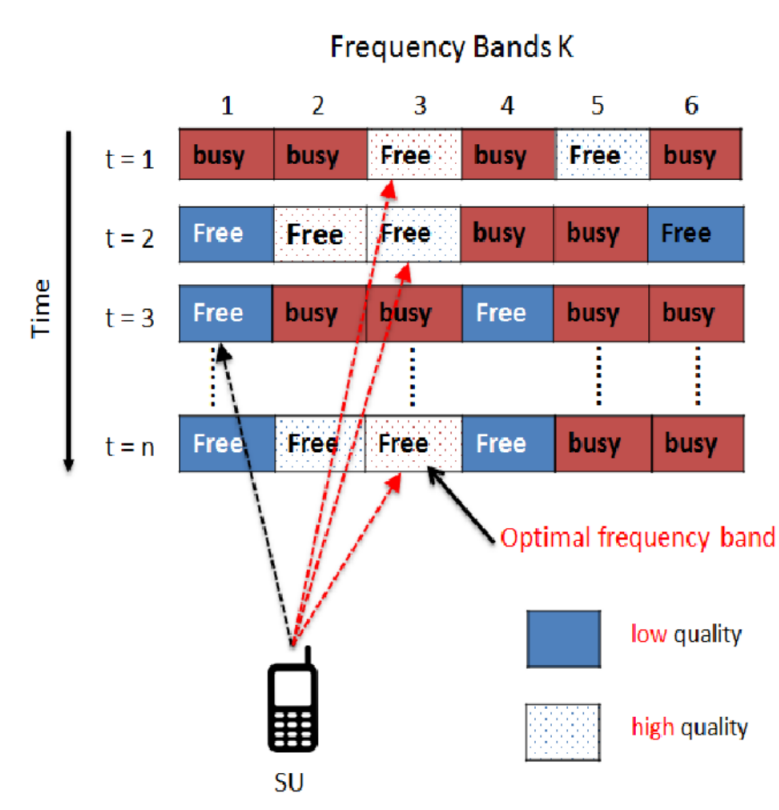 Frequency Bands K
1 2 3 4 5 6
t = 1 busy busy Free busy Free busy
t = 2 Free Free Free busy busy Free
t = 3 Free busy busy Free busy busy
t = n Free Free Free Free busy busy
Time
Optimal frequency band
low quality
high quality
SU